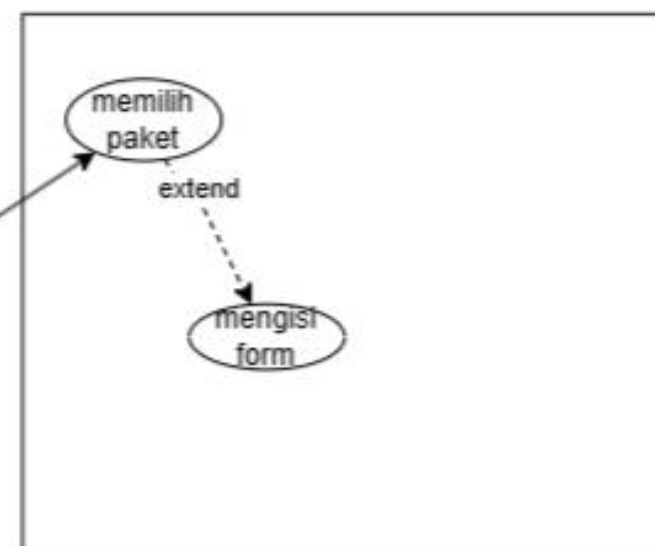 memilih
paket
extend
mengisi
form